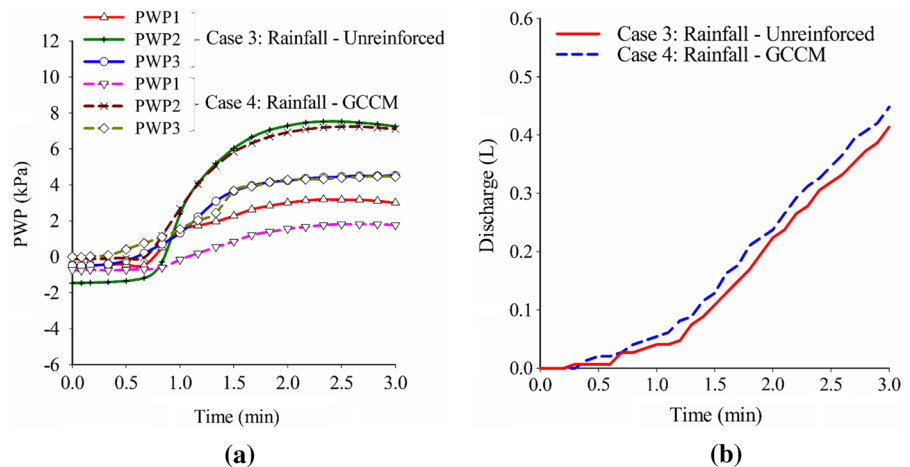 PWP1
PWP2
PWP3
Case 3: Rainfall - Unreinforced
PWP1
PWP2
PWP3
Case 4: Rainfall - GCCM
12
10
8
6
4
2
0
-2
-4
-6
PWP (kPa)
0.0 0.5 1.0 1.5 2.0 2.5 3.0
Time (min)
(a)
Case 3: Rainfall - Unreinforced
Case 4: Rainfall - GCCM
0.6
0.5
0.4
0.3
0.2
0.1
0.0
Discharge (L)
0.0 0.5 1.0 1.5 2.0 2.5 3.0
Time (min)
(b)